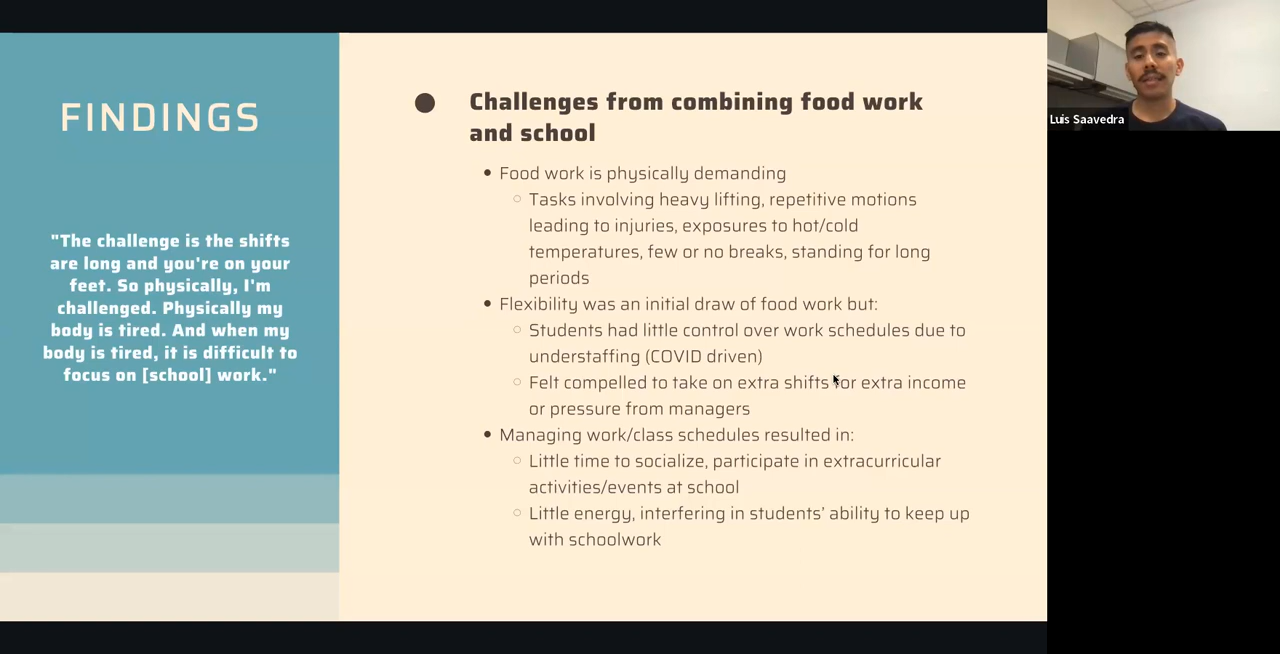 FINDINGS
"The challenge is the shifts
are long and you're on your
feet. So physically, I'm
challenged. Physically my
body is tired. And when my
body is tired, it is difficult to
focus on [school] work."
Challenges from combining food work
and school
Food work is physically demanding
Tasks involving heavy lifting, repetitive motions
leading to injuries, exposures to hot/cold
temperatures, few or no breaks, standing for long
periods
Flexibility was an initial draw of food work but:
Students had little control over work schedules due to
understaffing (COVID driven)
Felt compelled to take on extra shifts for extra income
or pressure from managers
Managing work/class schedules resulted in:
Little time to socialize, participate in extracurricular
activities/events at school
Little energy, interfering in students’ ability to keep up
with schoolwork
Luis Saavedra